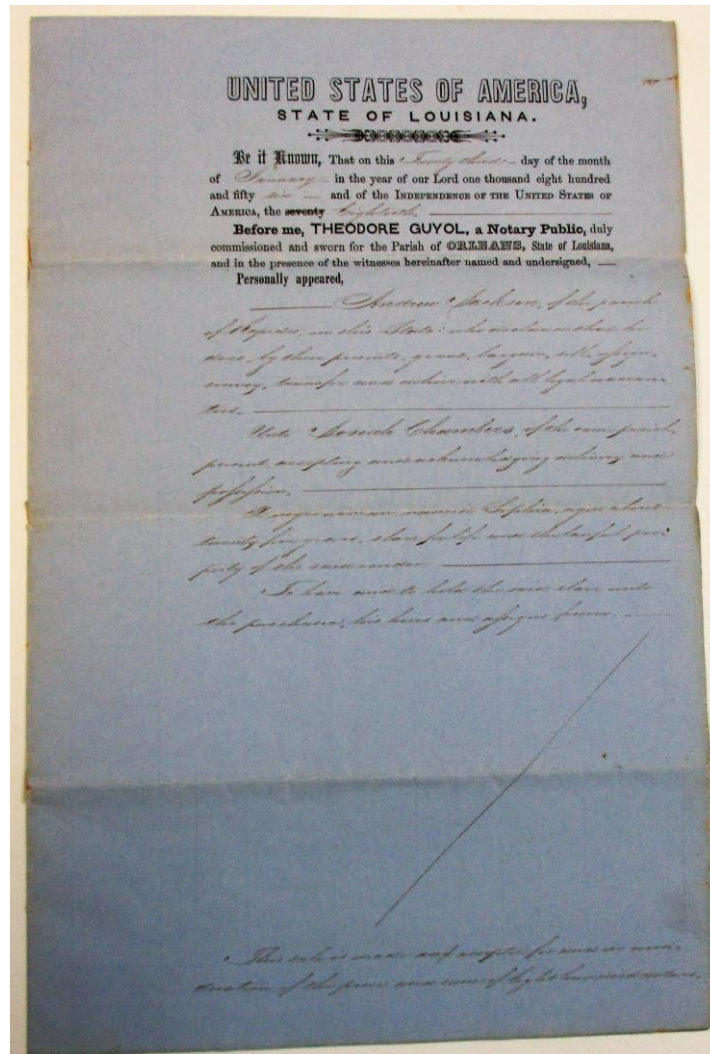 UNITED STATES OF AMERICA,
STATE OF LOUISIANA.
Be it Known, That on this Twenty third day of the month
of January in the year of our Lord one thousand eight hundred
and fifty six and of the INDEPENDENCE OF THE UNITED STATES OF
AMERICA, the seventy Eightieth.
Before me, THEODORE GUYOL, a Notary Public, duly
commissioned and sworn for the Parish of ORLEANS, State of Louisiana,
and in the presence of the witnesses hereinafter named and undersigned,
Personally appeared,
Andrew Jackson, of the parish
of Rapides, in this State: who declares that he
does, by these presents, grant, bargain, sell, assign,
convey, transfer and deliver with all legal warran
ties.
Unto Josiah Chambers, of the same parish,
present, accepting and acknowledging delivery and
possession.
A negro woman, named Sophia, aged about
twenty years, slave for life and the lawful pro:
perty of the said vendor
To have and to hold the said slave unto
the purchaser, his heirs and assigns forever.
This sale is made and accepted for and in consi:
deration of the price and sum of Eight hundred dollars,